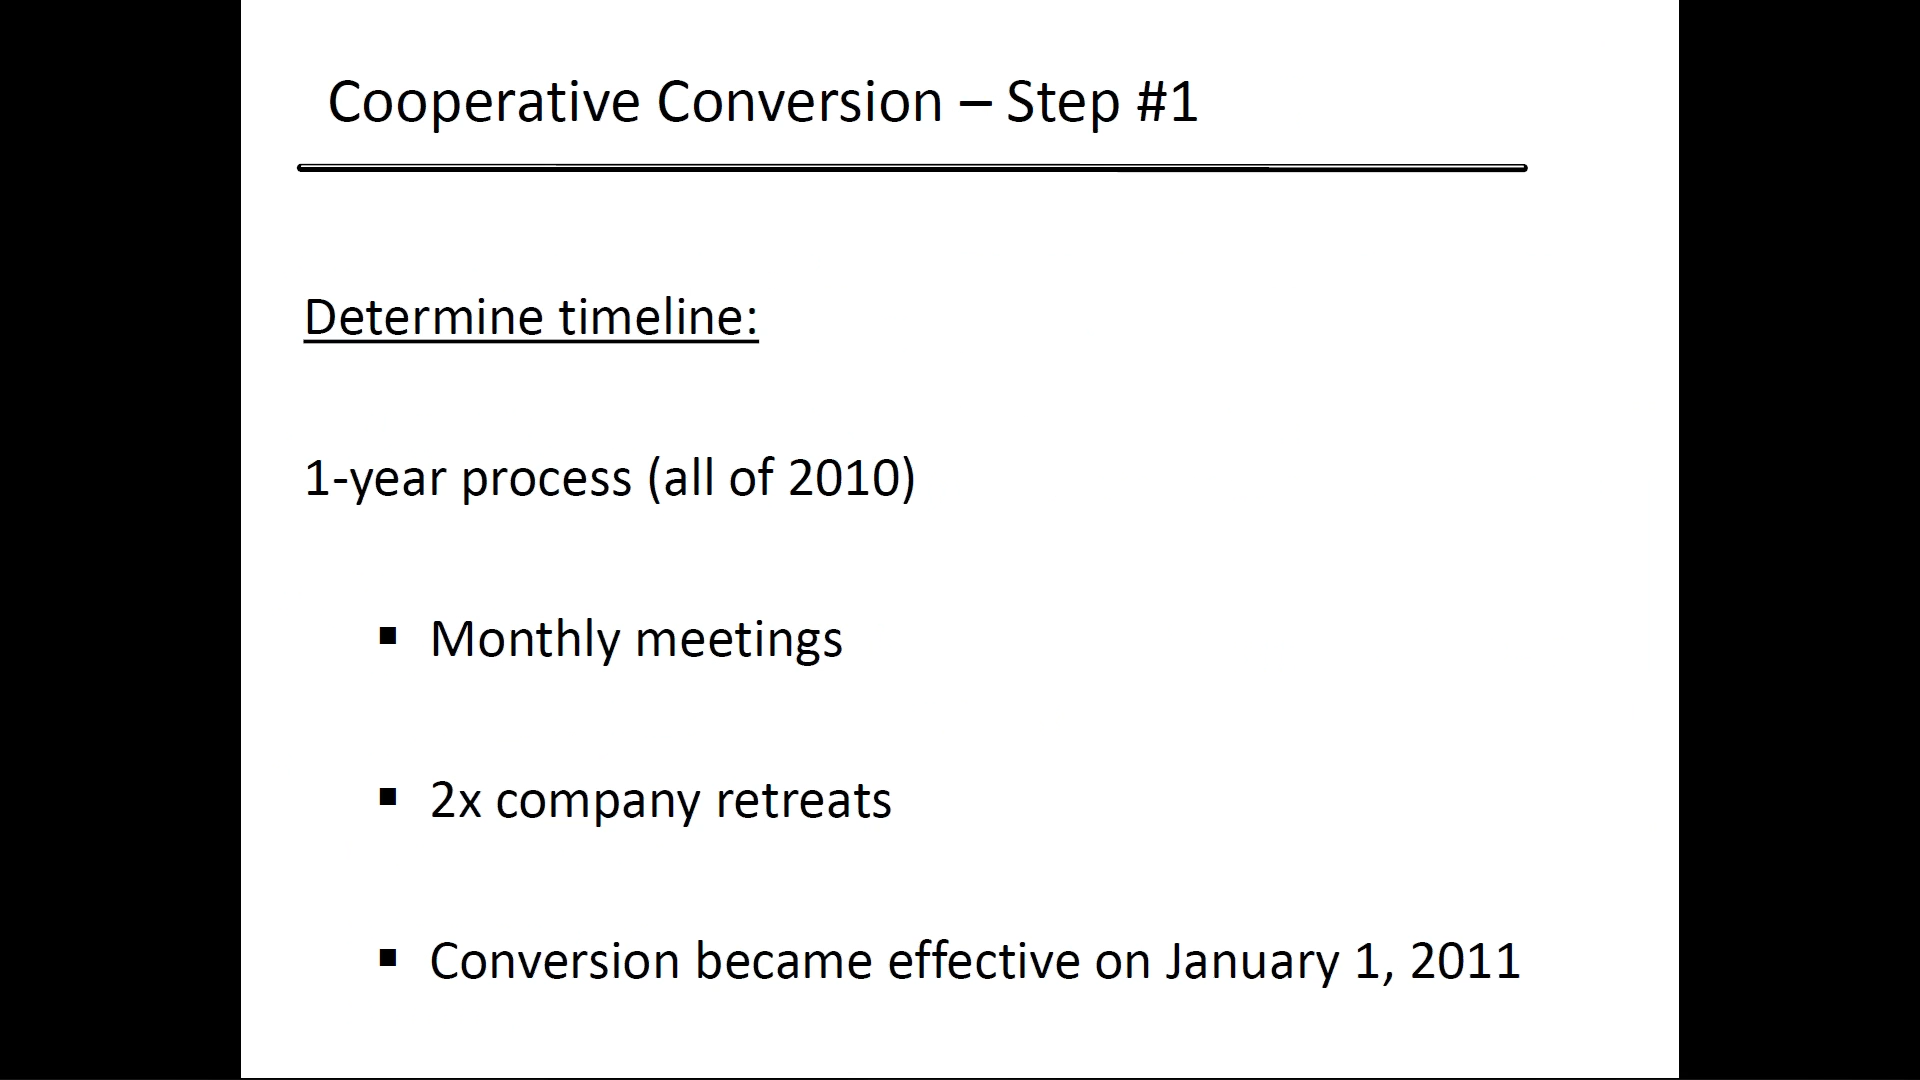 Cooperative Conversion – Step #1
Determine timeline:
1-year process (all of 2010)
▪ Monthly meetings
▪ 2x company retreats
▪ Conversion became effective on January 1, 2011